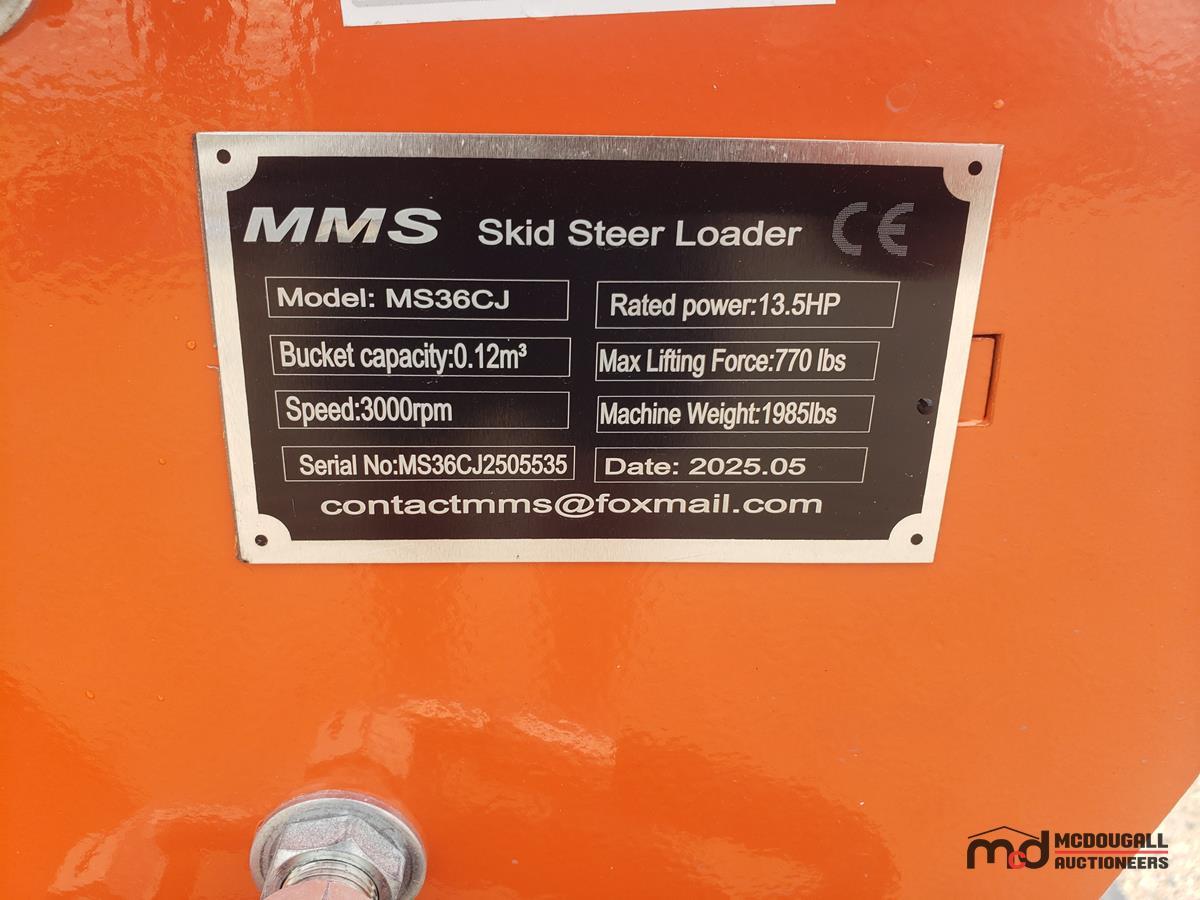 MMS Skid Steer Loader CE
Model: MS36CJ
Rated power:13.5HP
Bucket capacity:0.12m³
Max Lifting Force:770 lbs
Speed:3000rpm
Machine Weight:1985lbs
Serial No:MS36CJ2505535
Date: 2025.05
contactmms@foxmail.com
mcd MCDOUGALL
AUCTIONEERS